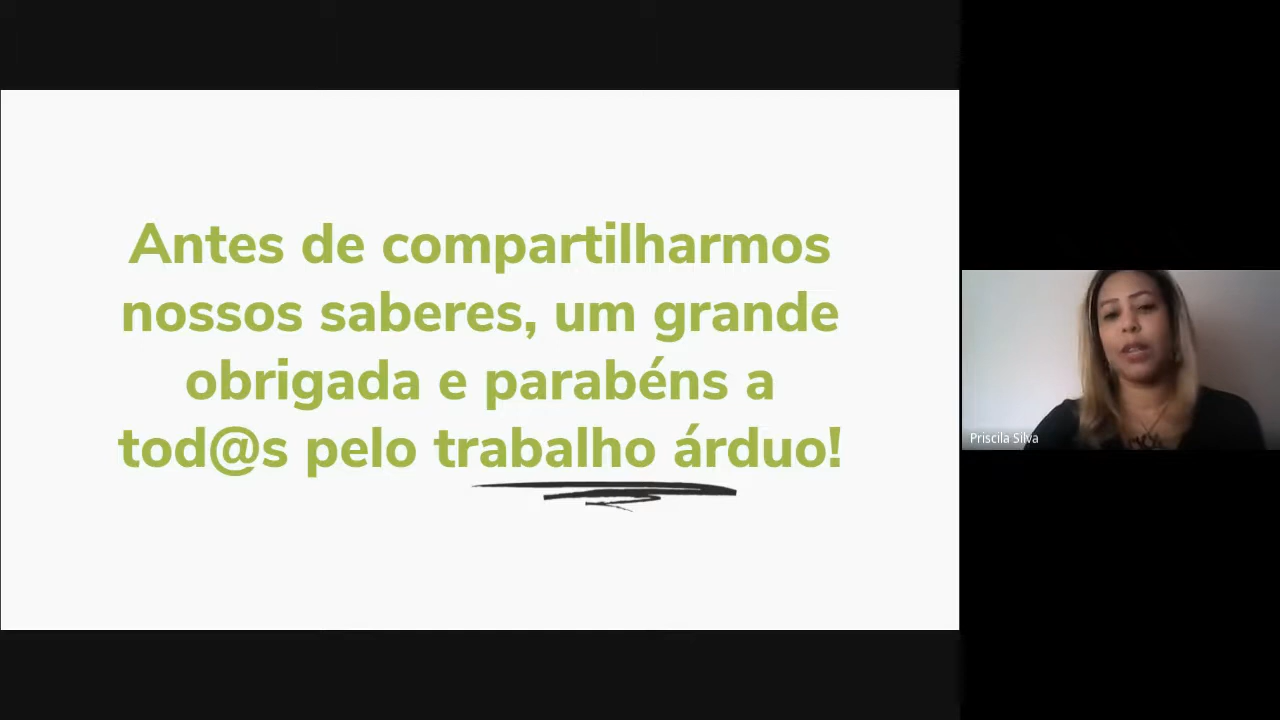 Antes de compartilharmos
nossos saberes, um grande
obrigada e parabéns a
tod@s pelo trabalho árduo!
Priscila Silva